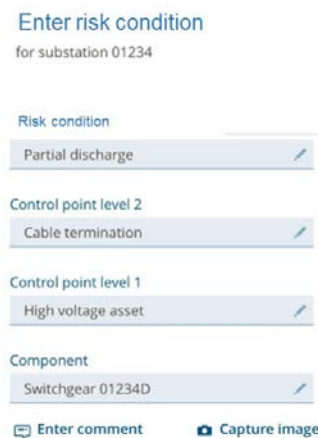 Enter risk condition
for substation 01234
Risk condition
Partial discharge
Control point level 2
Cable termination
Control point level 1
High voltage asset
Component
Switchgear 01234D
Enter comment Capture image